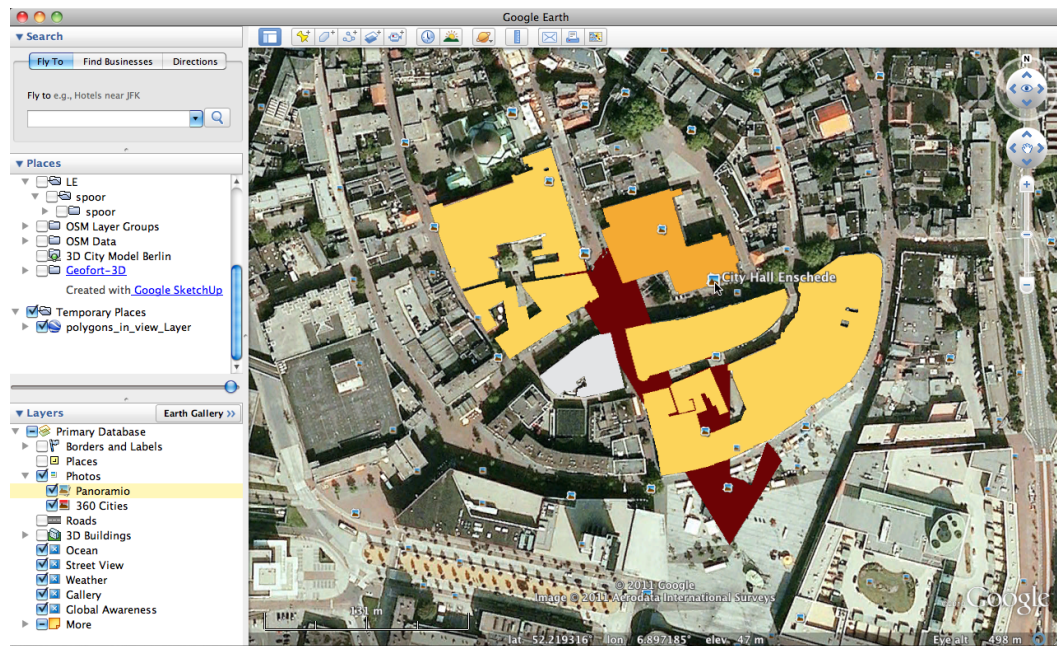 Google Earth
Search
Fly To Find Businesses Directions
Fly to e.g., Hotels near JFK
Places
LE
spoor
spoor
OSM Layer Groups
OSM Data
3D City Model Berlin
Geofort-3D
Created with Google SketchUp
Temporary Places
polygons_in_view_Layer
Layers
Earth Gallery >>
Primary Database
Borders and Labels
Places
Photos
Panoramio
360 Cities
Roads
3D Buildings
Ocean
Street View
Weather
Gallery
Global Awareness
More
N
City Hall Enschede
© 2011 Google
Image © 2011 Aerodata International Surveys
Google
131 m
lat 52.219316° lon 6.897185° elev 47 m
Eye alt 498 m